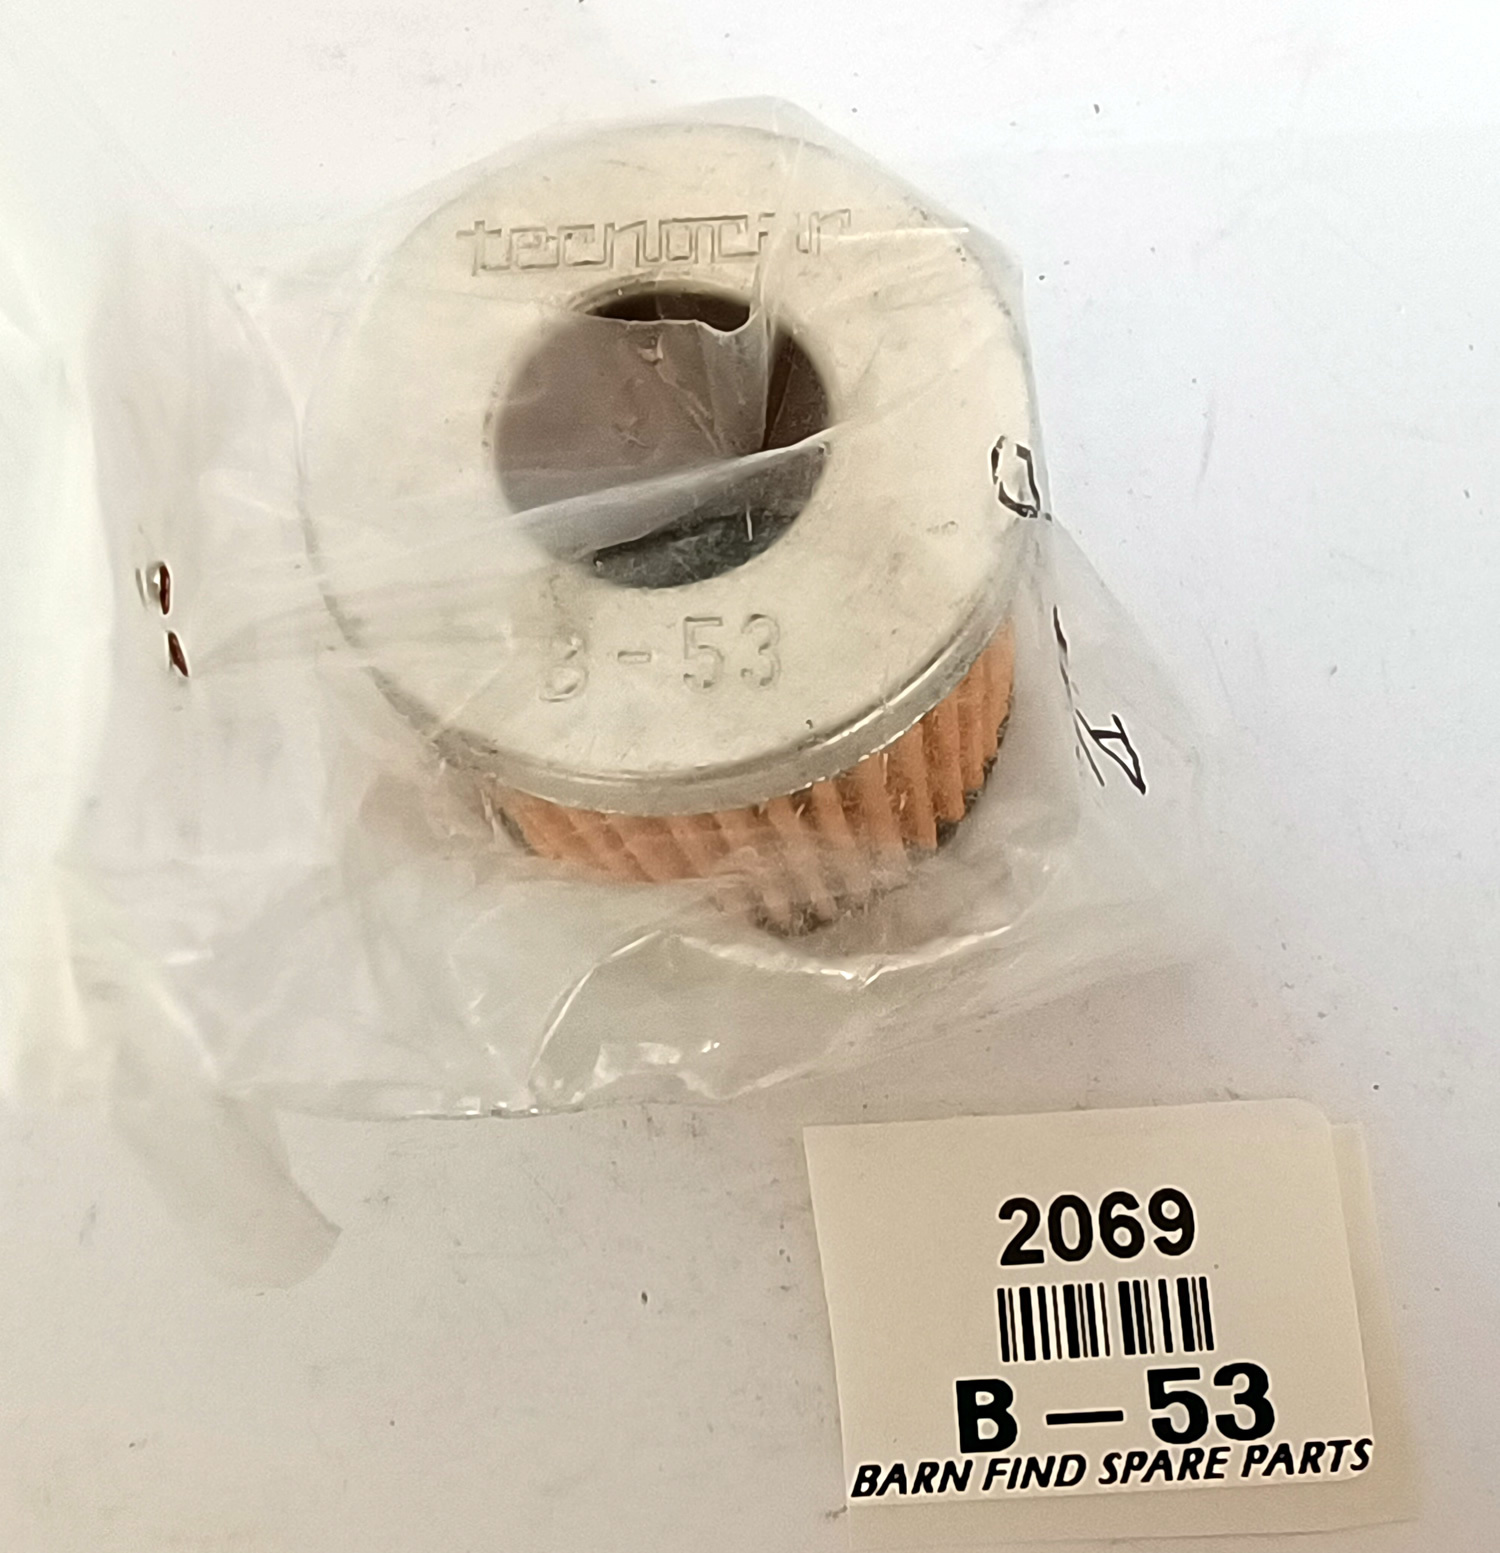 tecnocar
B-53
2069
B — 53
BARN FIND SPARE PARTS